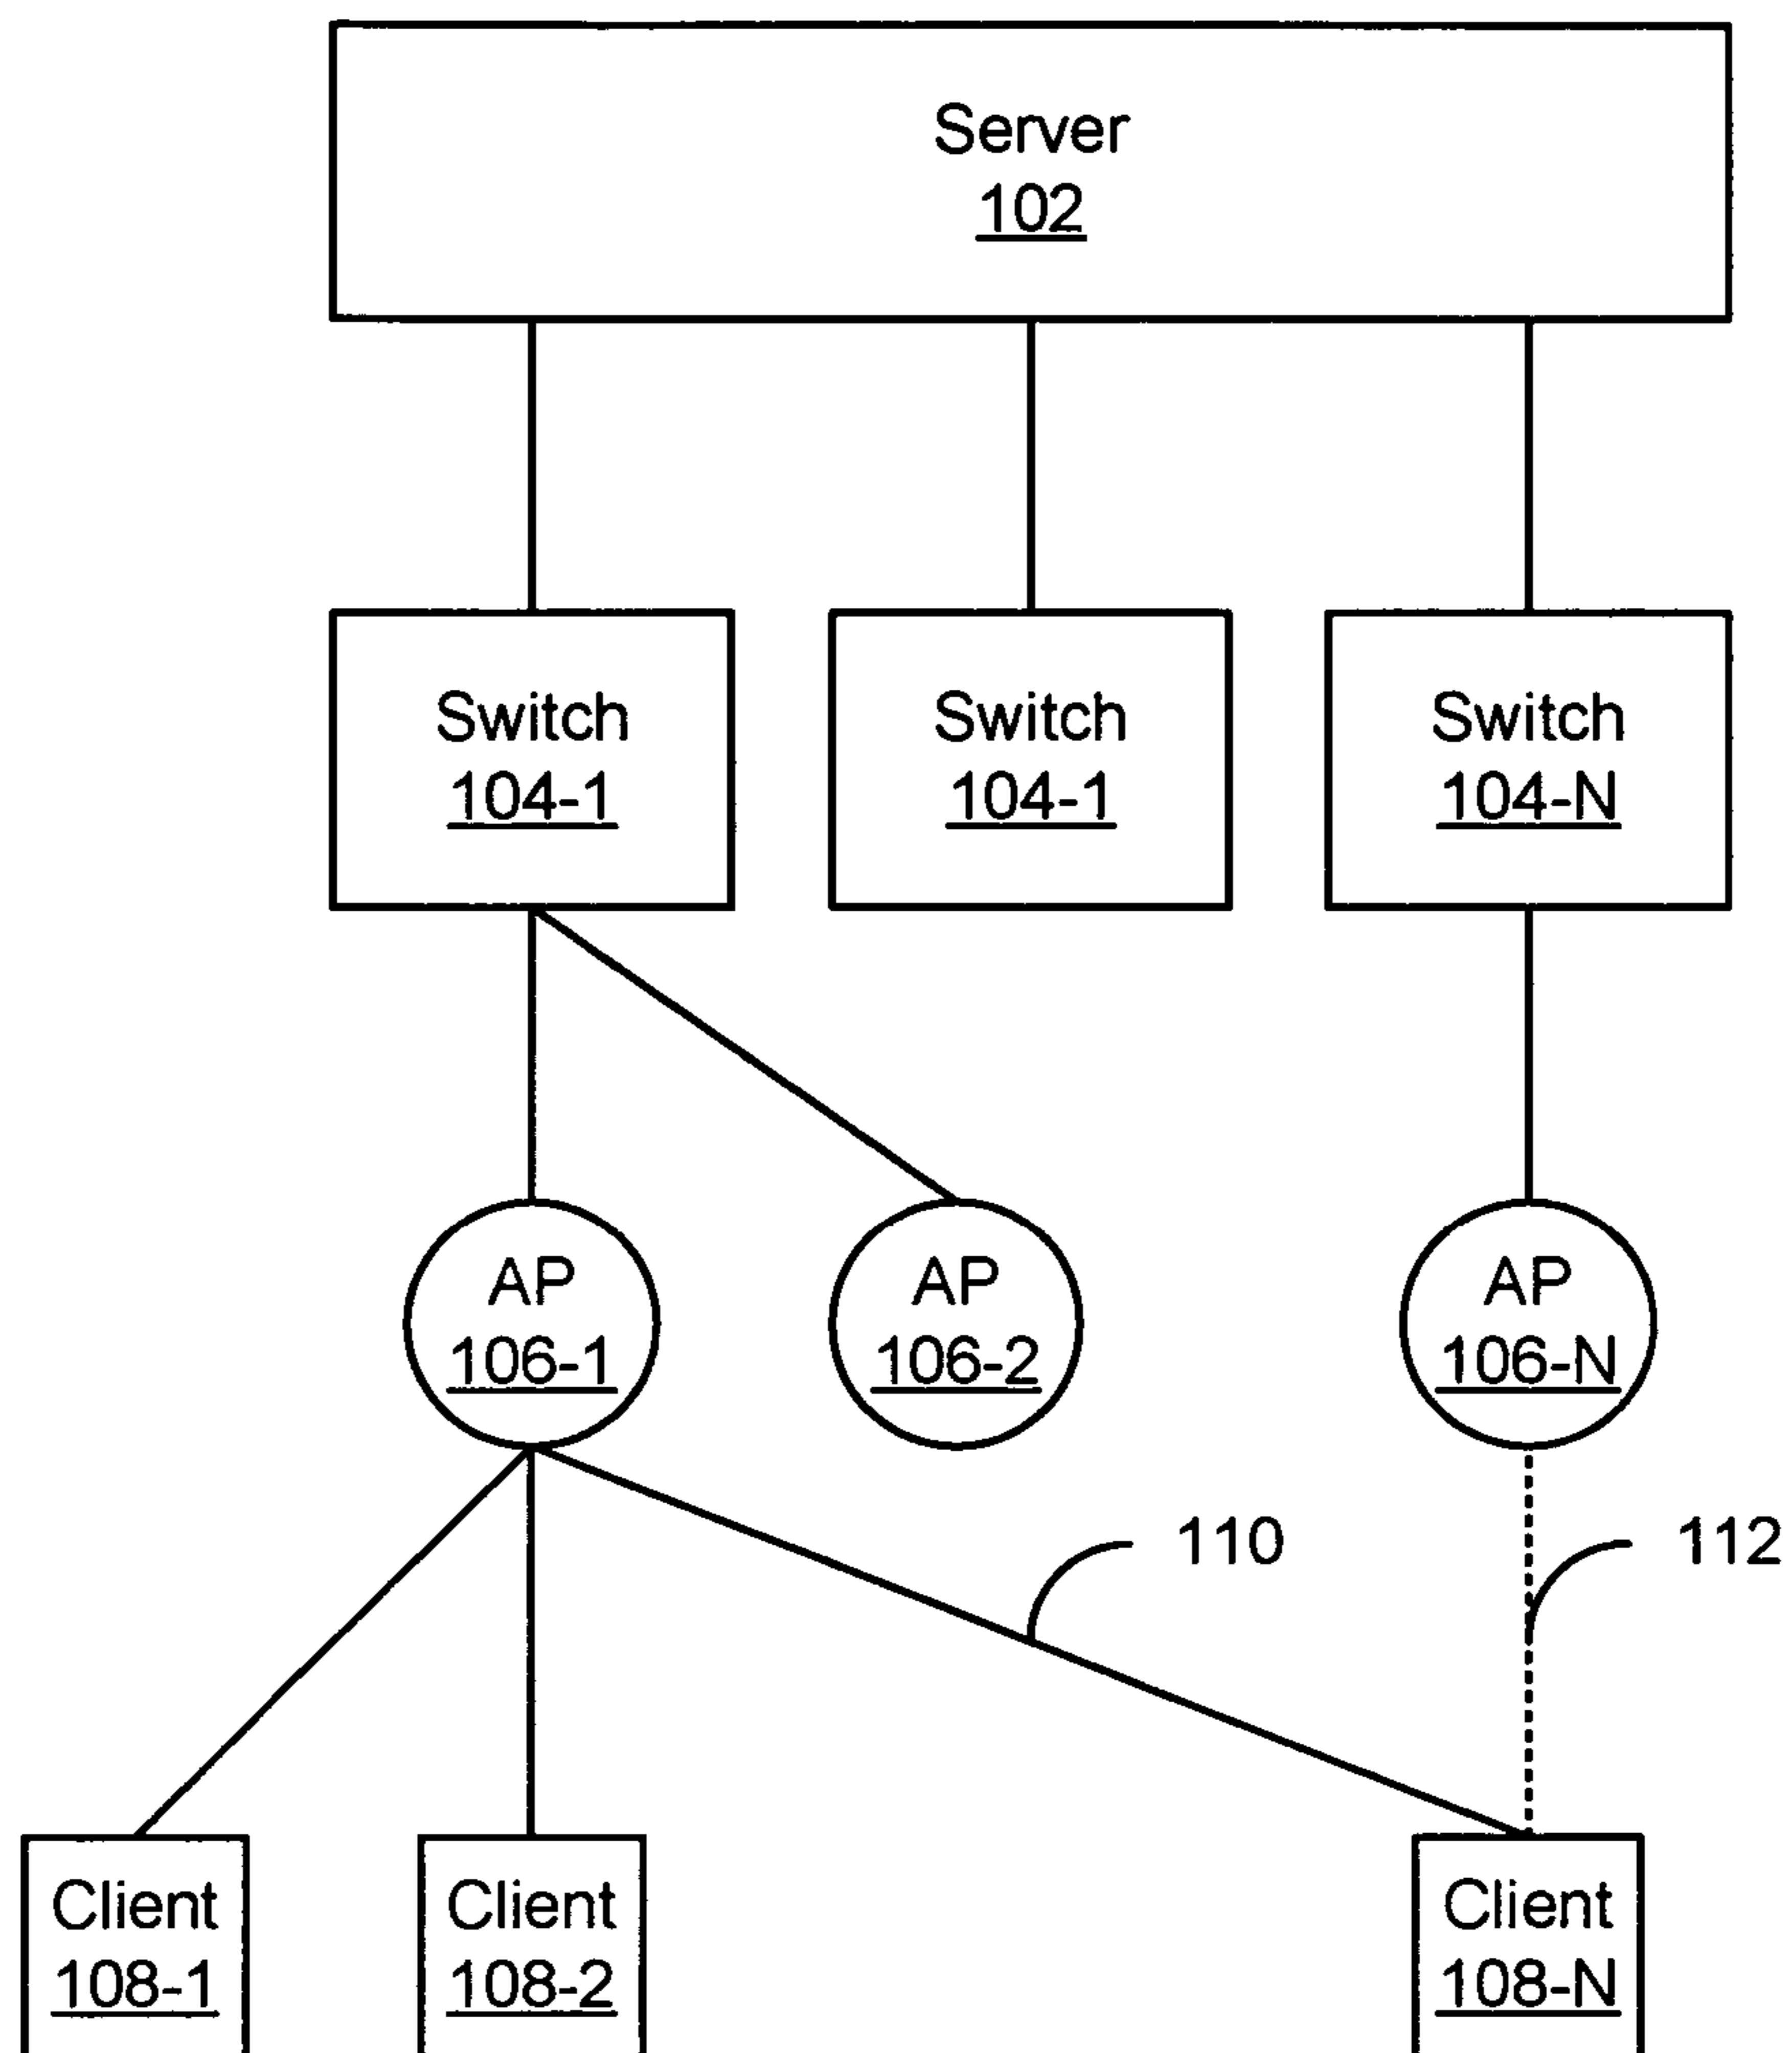 Server
102
Switch
104-1
Switch
104-1
Switch
104-N
AP
106-1
AP
106-2
AP
106-N
110
112
Client
108-1
Client
108-2
Client
108-N